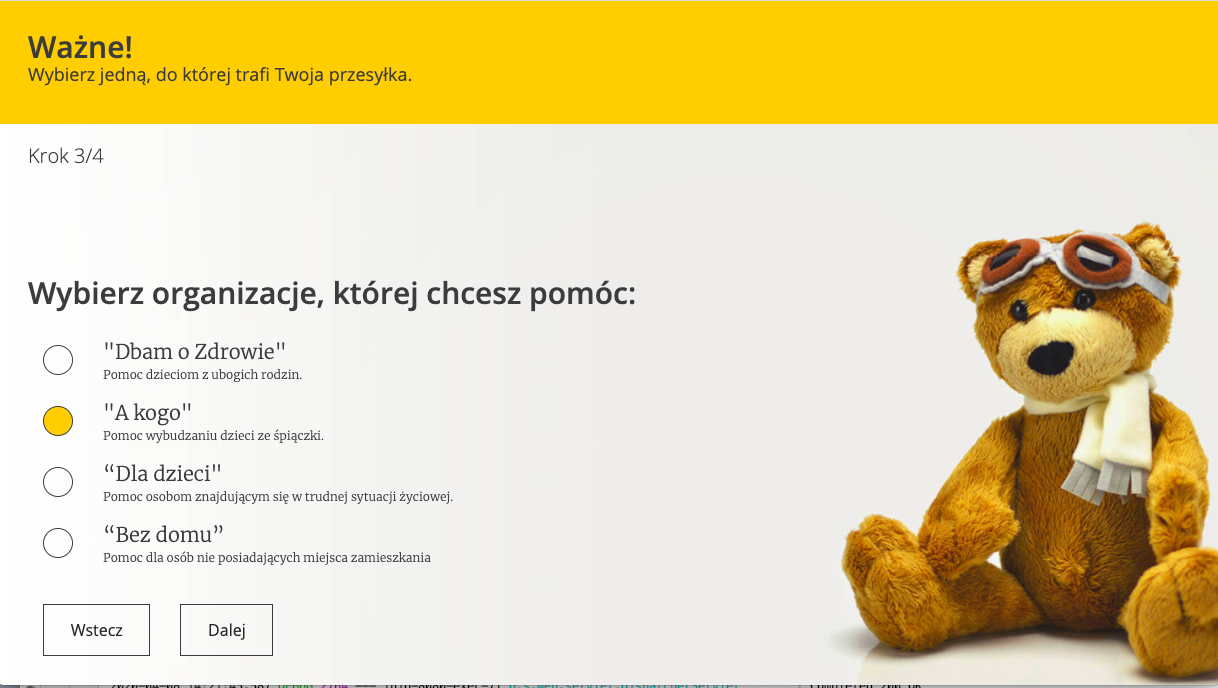 Ważne!
Wybierz jedną, do której trafi Twoja przesyłka.
Krok 3/4
Wybierz organizacje, której chcesz pomóc:
"Dbam o Zdrowie"
Pomoc dzieciom z ubogich rodzin.
"A kogo"
Pomoc wybudzaniu dzieci ze śpiączki.
“Dla dzieci"
Pomoc osobom znajdującym się w trudnej sytuacji życiowej.
“Bez domu”
Pomoc dla osób nie posiadających miejsca zamieszkania
Wstecz Dalej